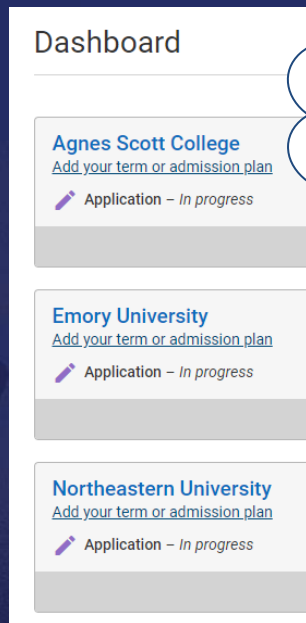 Dashboard
Agnes Scott College
Add your term or admission plan
Application – In progress
Emory University
Add your term or admission plan
Application – In progress
Northeastern University
Add your term or admission plan
Application – In progress